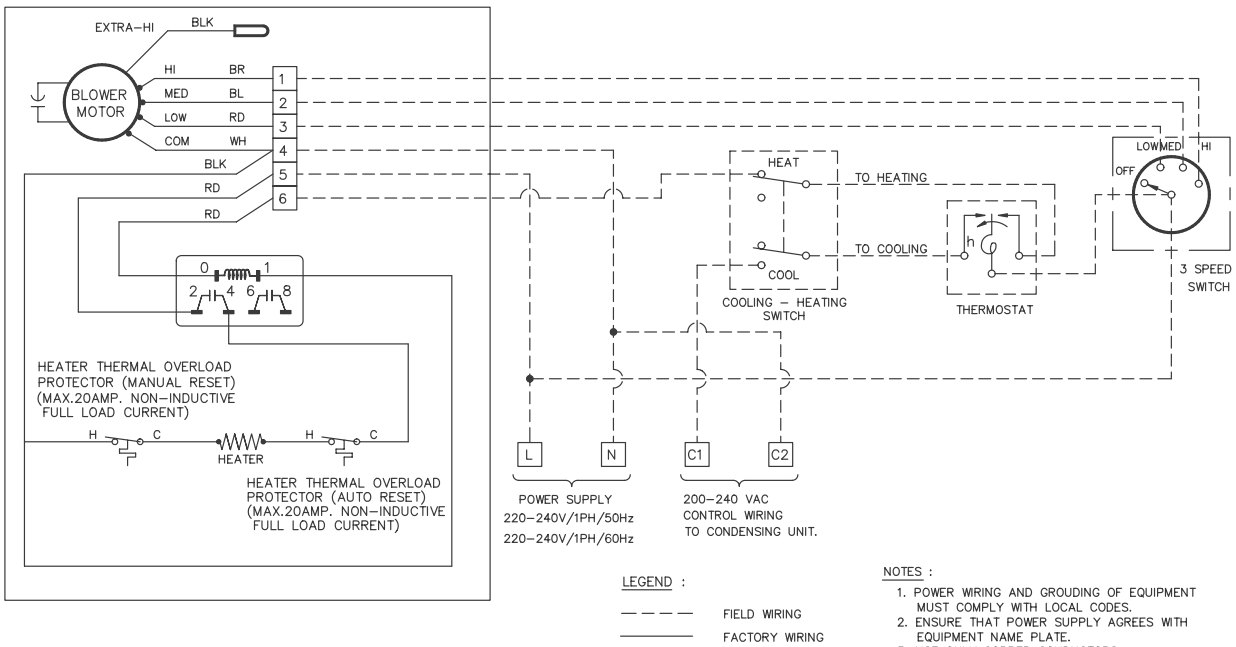 EXTRA-HI
BLK
HI BR 1
MED BL 2
LOW RD 3
COM WH 4
BLK 5
RD 6
RD
BLOWER
MOTOR
0 1
2 4 6 8
HEATER THERMAL OVERLOAD
PROTECTOR (MANUAL RESET)
(MAX.20AMP. NON-INDUCTIVE
FULL LOAD CURRENT)
H C
HEATER
H C
HEATER THERMAL OVERLOAD
PROTECTOR (AUTO RESET)
(MAX.20AMP. NON-INDUCTIVE
FULL LOAD CURRENT)
HEAT
COOL
COOLING - HEATING
SWITCH
TO HEATING
TO COOLING
h
THERMOSTAT
LOW MED HI
OFF
3 SPEED
SWITCH
L N
POWER SUPPLY
220-240V/1PH/50Hz
220-240V/1PH/60Hz
C1 C2
200-240 VAC
CONTROL WIRING
TO CONDENSING UNIT.
LEGEND :
FIELD WIRING
FACTORY WIRING
NOTES :
1. POWER WIRING AND GROUDING OF EQUIPMENT
MUST COMPLY WITH LOCAL CODES.
2. ENSURE THAT POWER SUPPLY AGREES WITH
EQUIPMENT NAME PLATE.